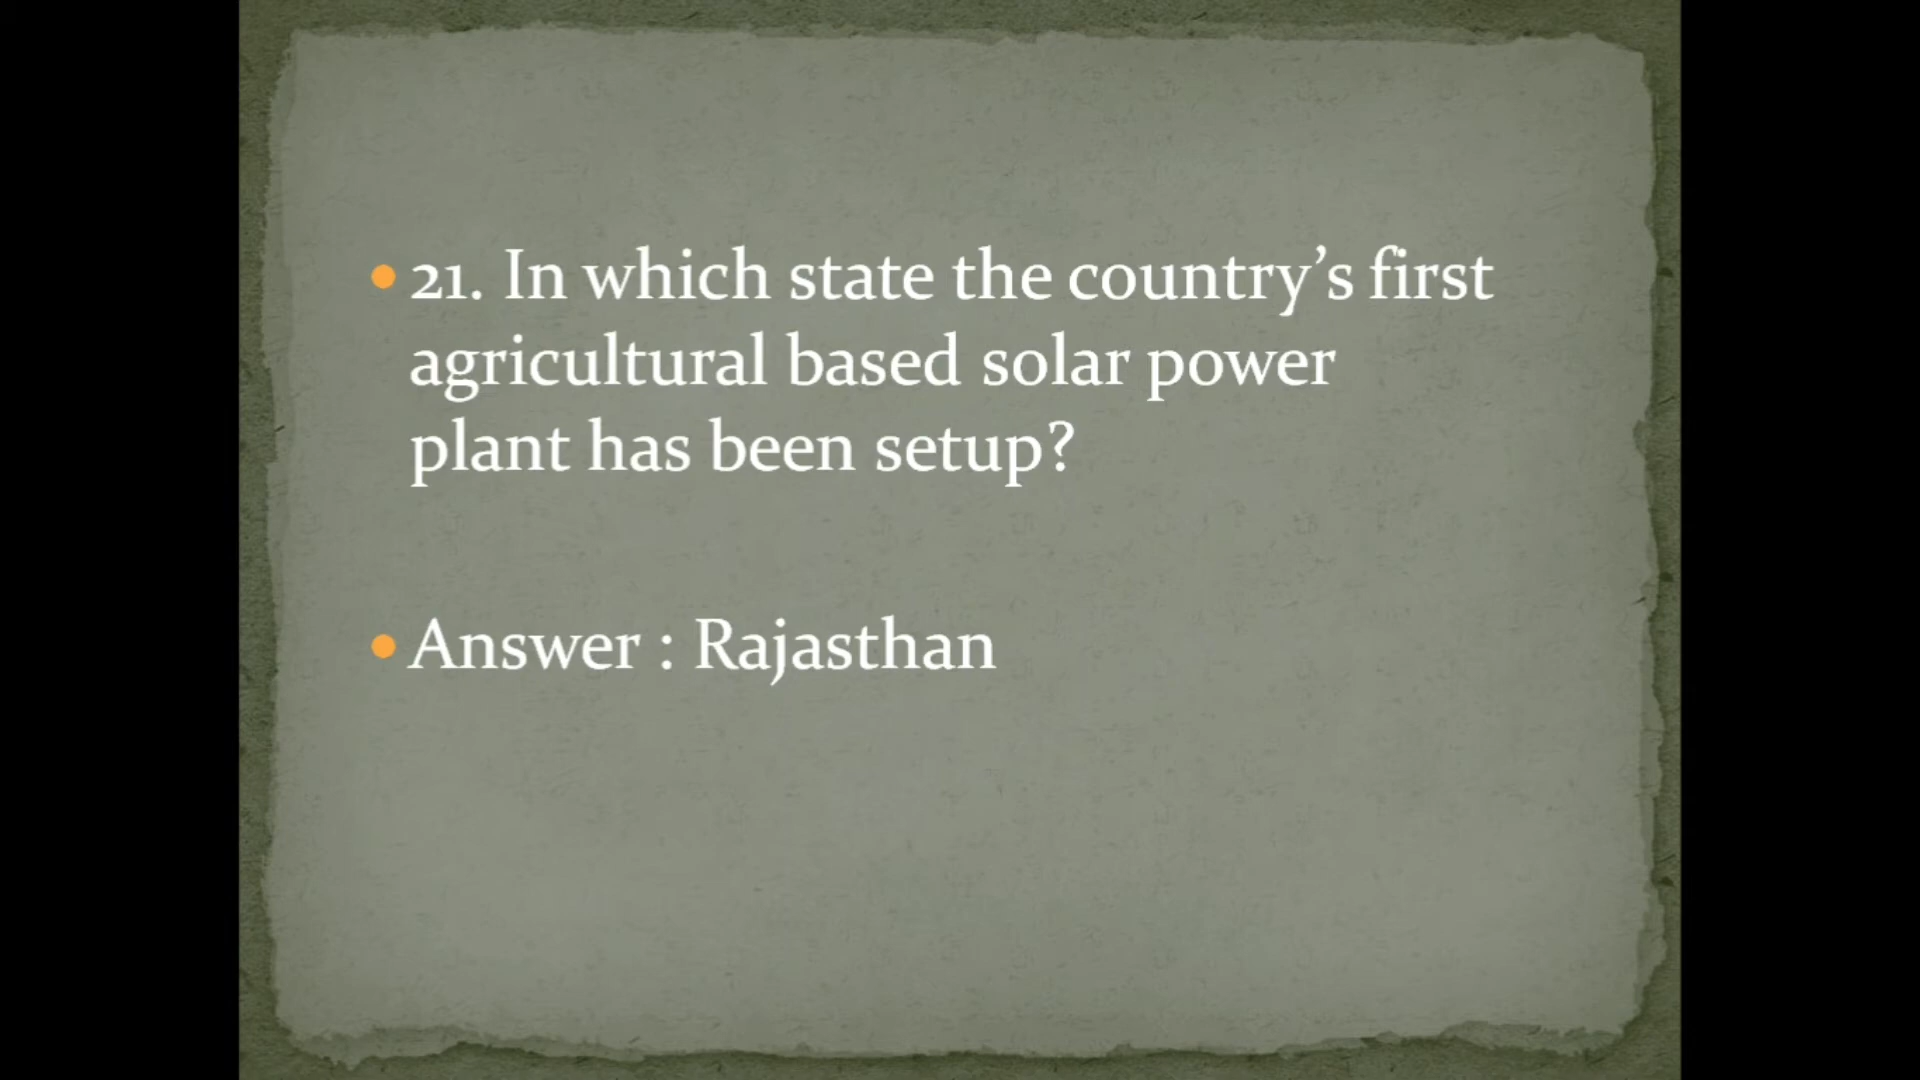 • 21. In which state the country’s first
agricultural based solar power
plant has been setup?
• Answer : Rajasthan